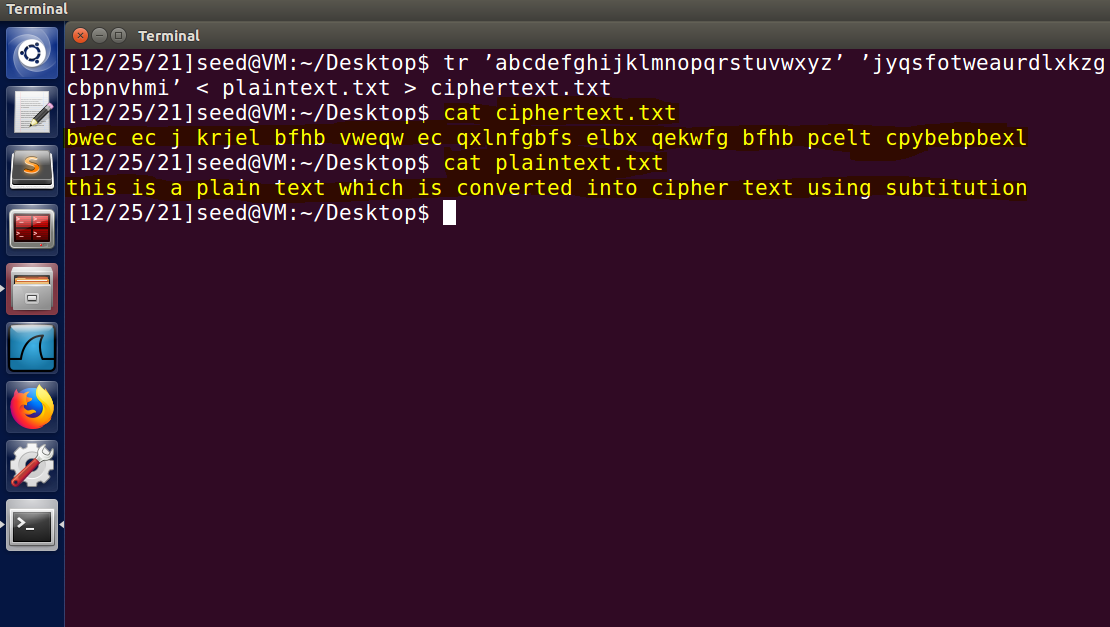 Terminal
Terminal
[12/25/21]seed@VM:~/Desktop$ tr ’abcdefghijklmnopqrstuvwxyz’ ’jyqsfotweaurdlxkzg
cbpnvhmi’ < plaintext.txt > ciphertext.txt
[12/25/21]seed@VM:~/Desktop$ cat ciphertext.txt
bwec ec j krjel bfhb vweqw ec qxlnfgbfs elbx qekwfg bfhb pcelt cpybebpbexl
[12/25/21]seed@VM:~/Desktop$ cat plaintext.txt
this is a plain text which is converted into cipher text using subtitution
[12/25/21]seed@VM:~/Desktop$